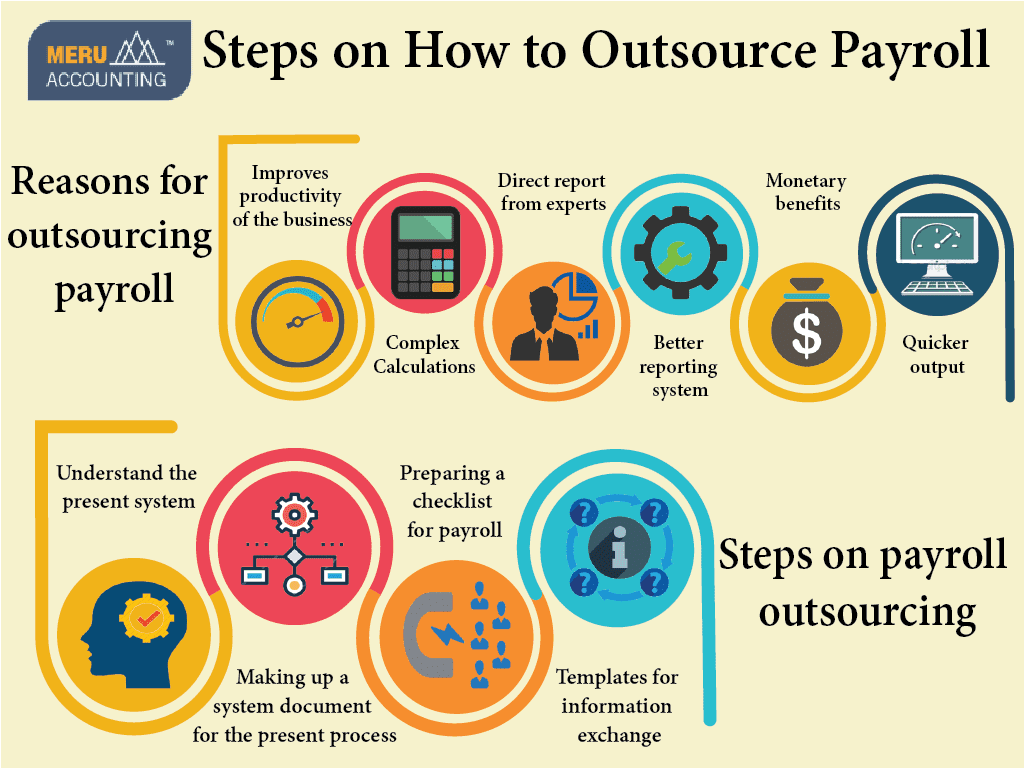 MERU ™
ACCOUNTING
Steps on How to Outsource Payroll
Reasons for
outsourcing
payroll
Improves
productivity
of the business
Complex
Calculations
Direct report
from experts
Better
reporting
system
Monetary
benefits
$
Quicker
output
Understand the
present system
Making up a
system document
for the present process
Preparing a
checklist
for payroll
? ?
i
? ?
Templates for
information
exchange
Steps on payroll
outsourcing